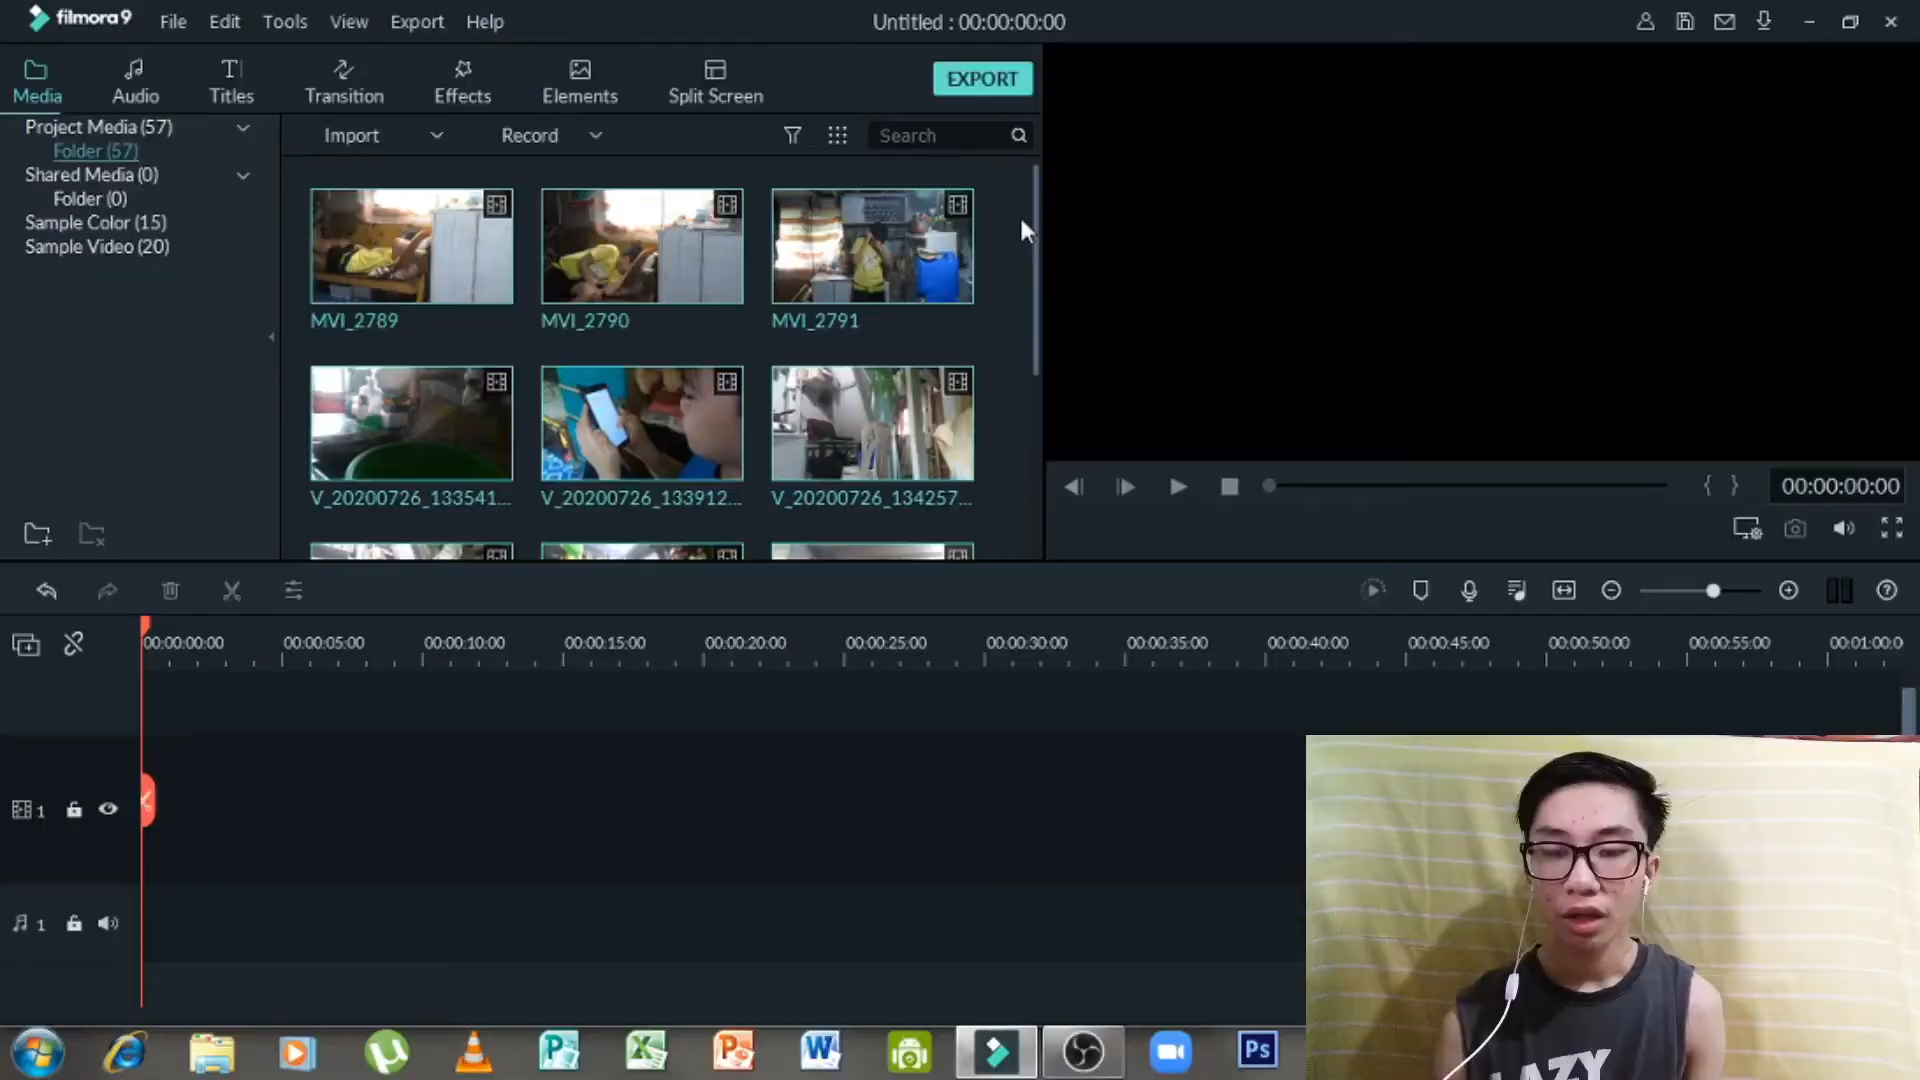 filmora9 File Edit Tools View Export Help Untitled : 00:00:00:00
Media Audio Titles Transition Effects Elements Split Screen EXPORT
Project Media (57)
Folder (57)
Shared Media (0)
Folder (0)
Sample Color (15)
Sample Video (20)
Import Record Search
MVI_2789 MVI_2790 MVI_2791
V_20200726_133541... V_20200726_133912... V_20200726_134257...
00:00:00:00
00:00:00:00 00:00:05:00 00:00:10:00 00:00:15:00 00:00:20:00 00:00:25:00 00:00:30:00 00:00:35:00 00:00:40:00 00:00:45:00 00:00:50:00 00:00:55:00 00:01:00:0
1
1
Ps
LAZY